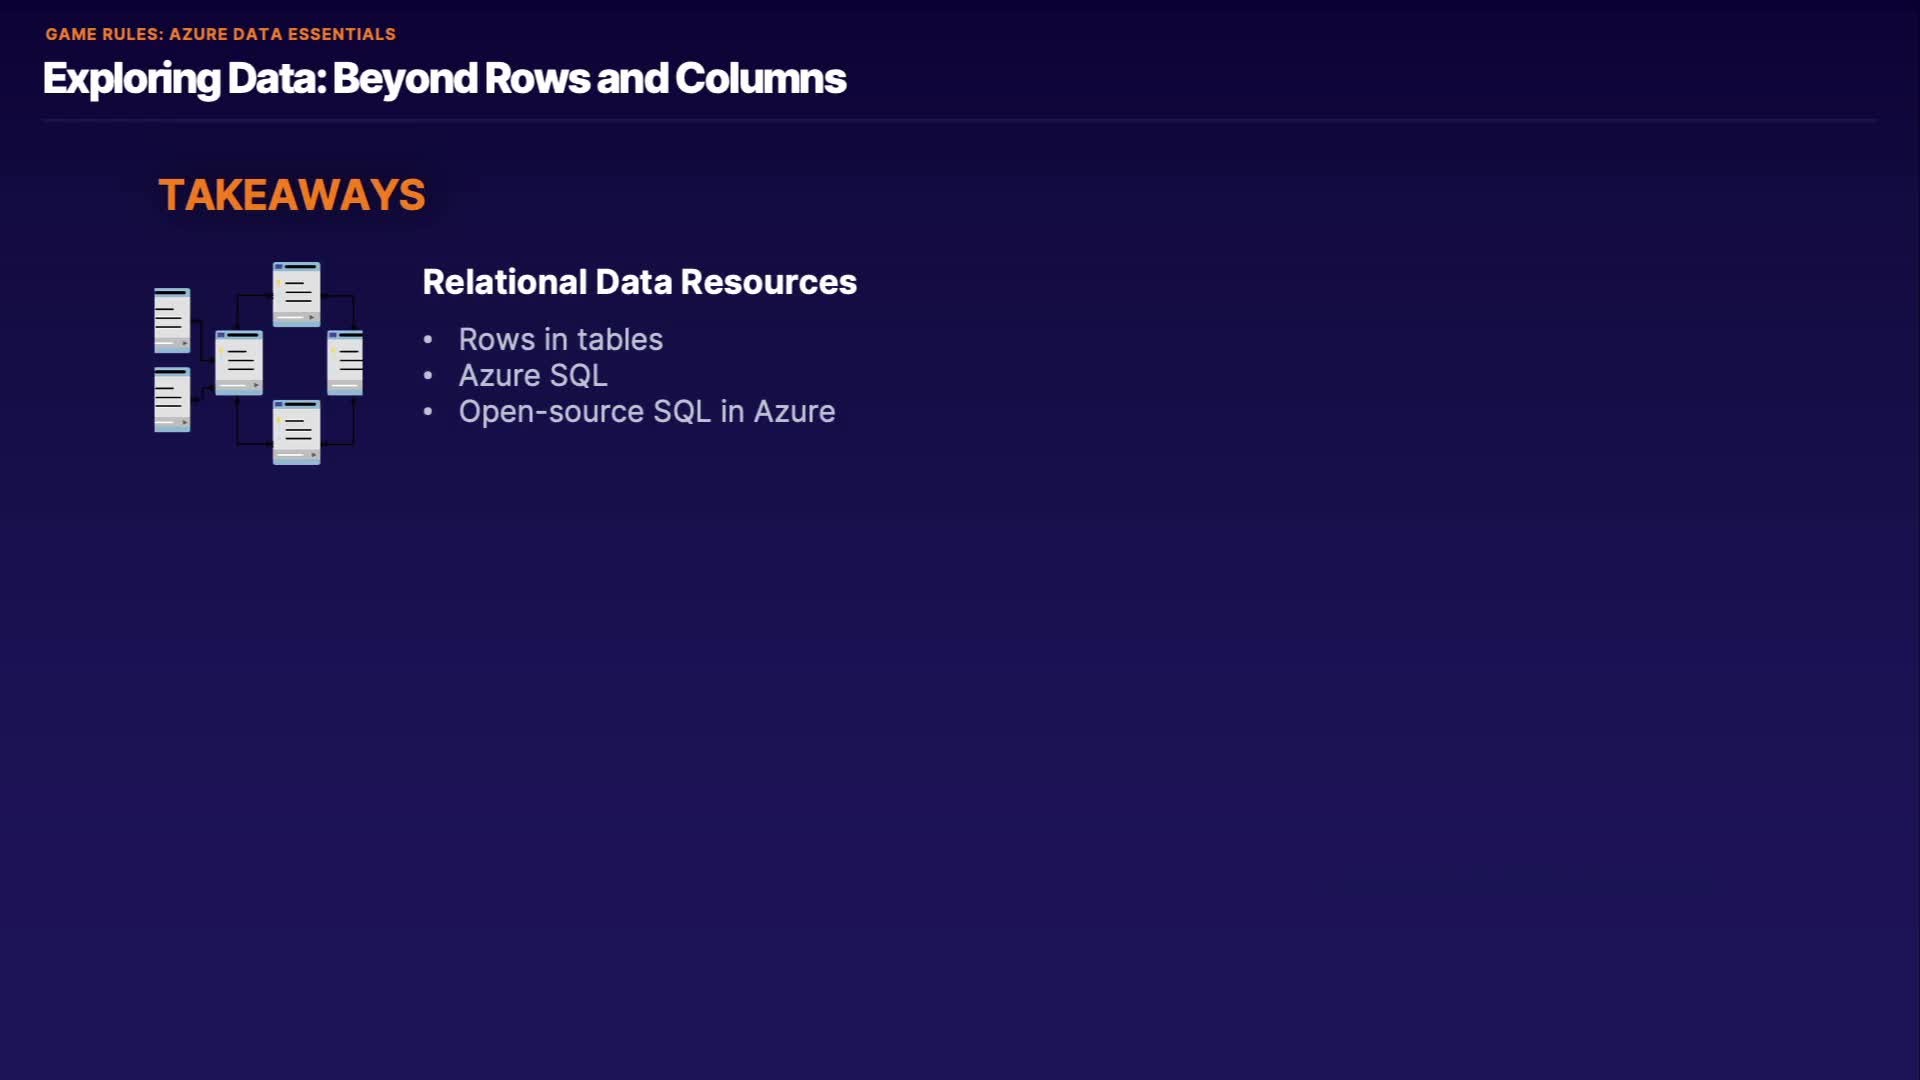 GAME RULES: AZURE DATA ESSENTIALS
Exploring Data: Beyond Rows and Columns
TAKEAWAYS
Relational Data Resources
• Rows in tables
• Azure SQL
• Open-source SQL in Azure